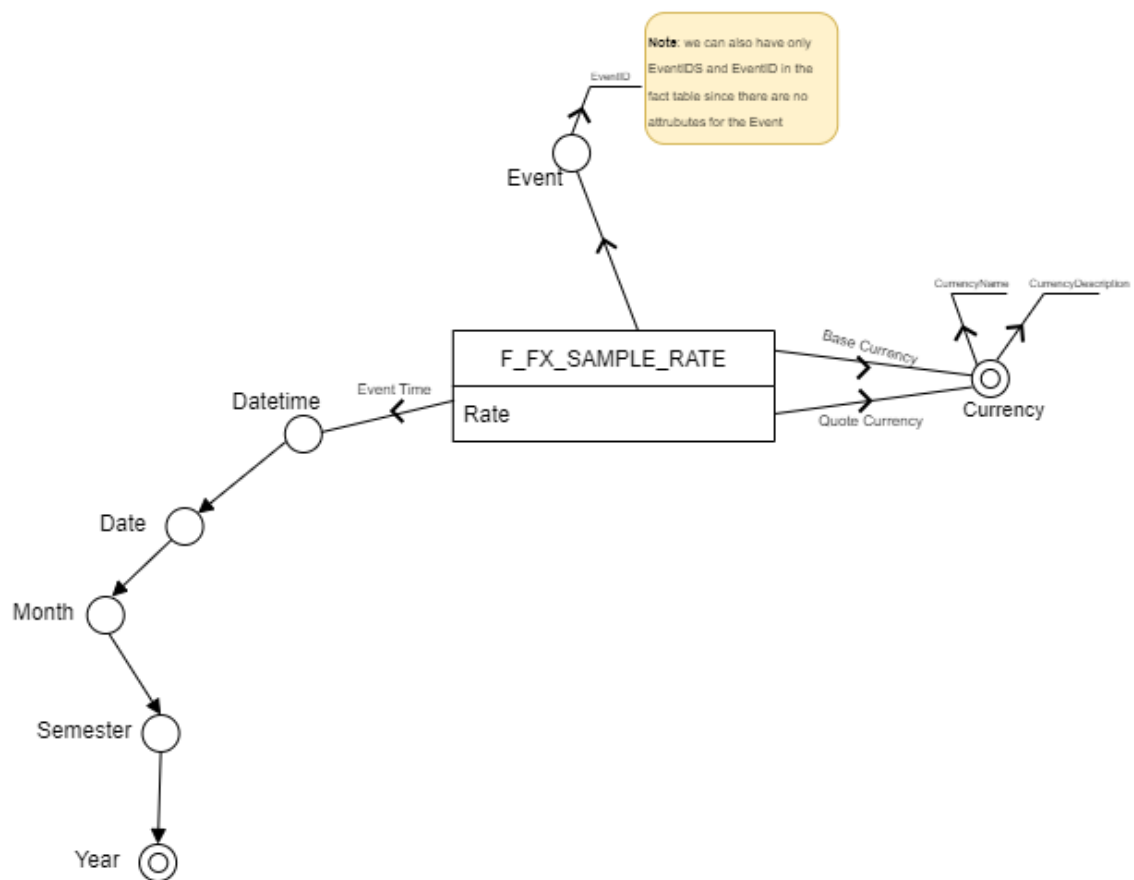 Note: we can also have only
EventIDS and EventID in the
fact table since there are no
attrubutes for the Event
EventID
Event
CurrencyName
CurrencyDescription
F_FX_SAMPLE_RATE
Rate
Base Currency
Quote Currency
Currency
Event Time
Datetime
Date
Month
Semester
Year